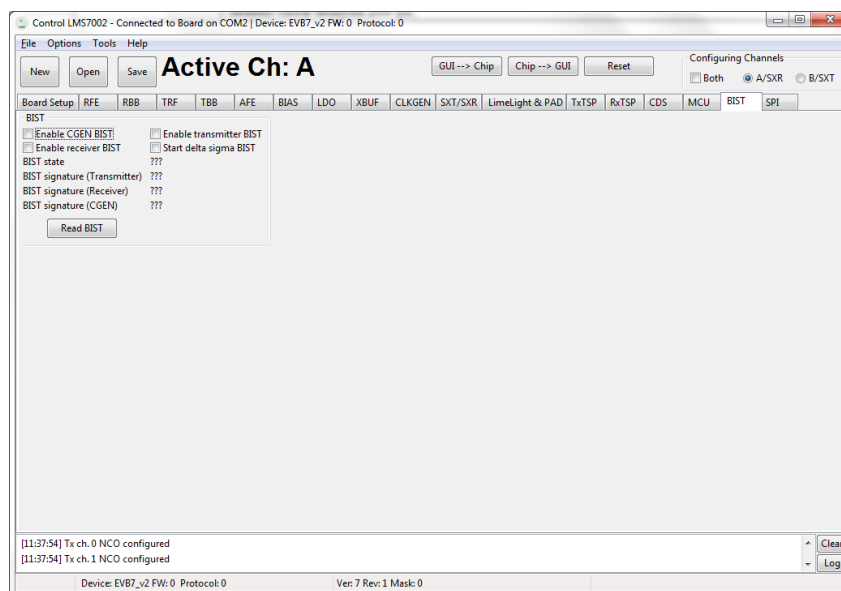 Control LMS7002 - Connected to Board on COM2 | Device: EVB7_v2 FW: 0 Protocol: 0
File Options Tools Help
New Open Save Active Ch: A GUI --> Chip Chip --> GUI Reset Configuring Channels
Both A/SXR B/SXT
Board Setup RFE RBB TRF TBB AFE BIAS LDO XBUF CLKGEN SXT/SXR LimeLight & PAD TxTSP RxTSP CDS MCU BIST SPI
BIST
Enable CGEN BIST Enable transmitter BIST
Enable receiver BIST Start delta sigma BIST
BIST state ???
BIST signature (Transmitter) ???
BIST signature (Receiver) ???
BIST signature (CGEN) ???
Read BIST
[11:37:54] Tx ch. 0 NCO configured
[11:37:54] Tx ch. 1 NCO configured
Clear
Log
Device: EVB7_v2 FW: 0 Protocol: 0 Ver: 7 Rev: 1 Mask: 0